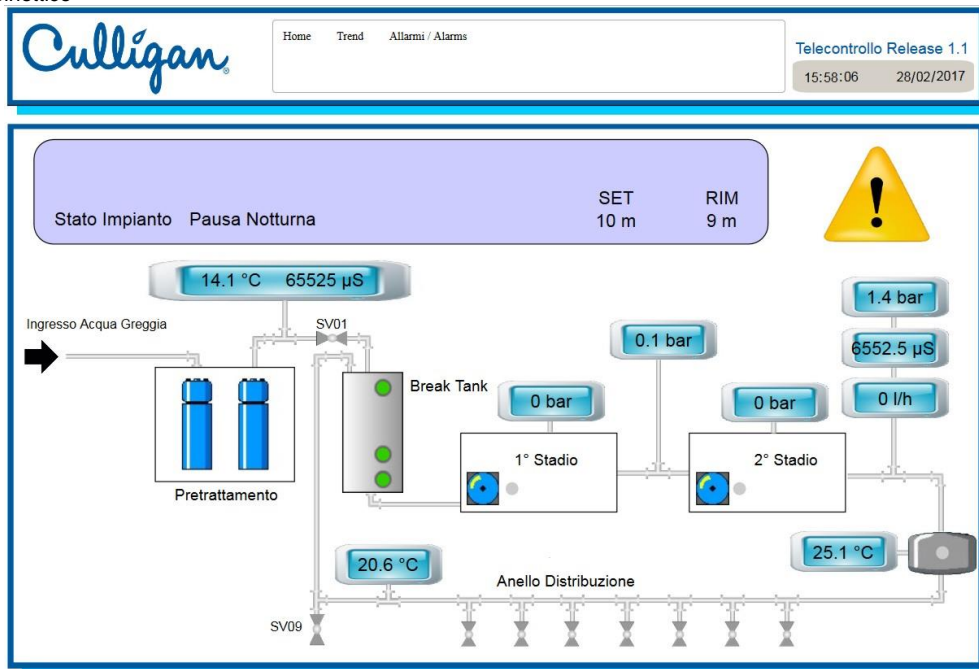 Culligan
Home Trend Allarmi / Alarms
Telecontrollo Release 1.1
15:58:06 28/02/2017
SET RIM
Stato Impianto Pausa Notturna 10 m 9 m
!
14.1 °C 65525 µS
1.4 bar
Ingresso Acqua Greggia
SV01
0.1 bar
6552.5 µS
Break Tank
0 bar
0 bar
0 l/h
1° Stadio
2° Stadio
Pretrattamento
25.1 °C
20.6 °C
Anello Distribuzione
SV09